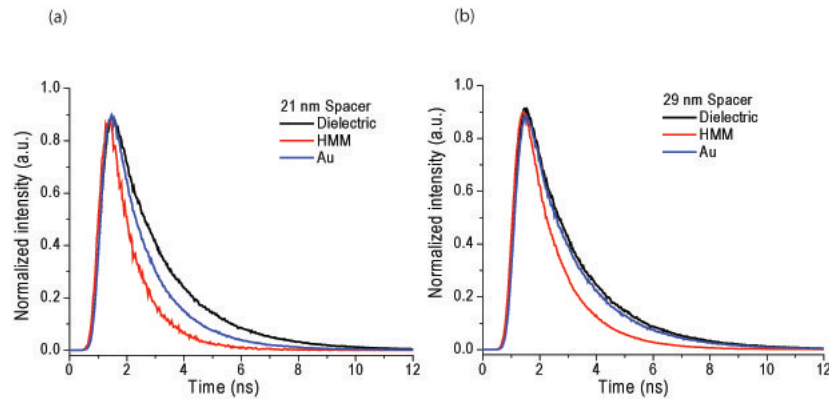 (a)
(b)
21 nm Spacer
Dielectric
HMM
Au
Normalized intensity (a.u.)
1.0
0.8
0.6
0.4
0.2
0.0
0 2 4 6 8 10 12
Time (ns)
29 nm Spacer
Dielectric
HMM
Au
Normalized intensity (a.u.)
1.0
0.8
0.6
0.4
0.2
0.0
0 2 4 6 8 10 12
Time (ns)